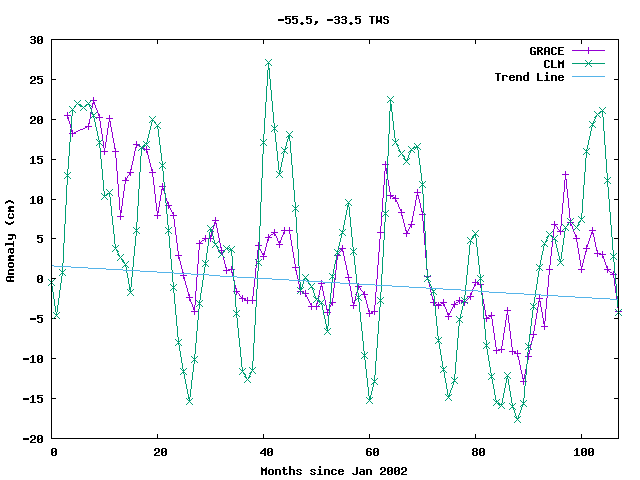 -55.5, -33.5 TWS
GRACE
CLM
Trend Line
30
25
20
15
10
5
0
-5
-10
-15
-20
Anomaly (cm)
0 20 40 60 80 100
Months since Jan 2002